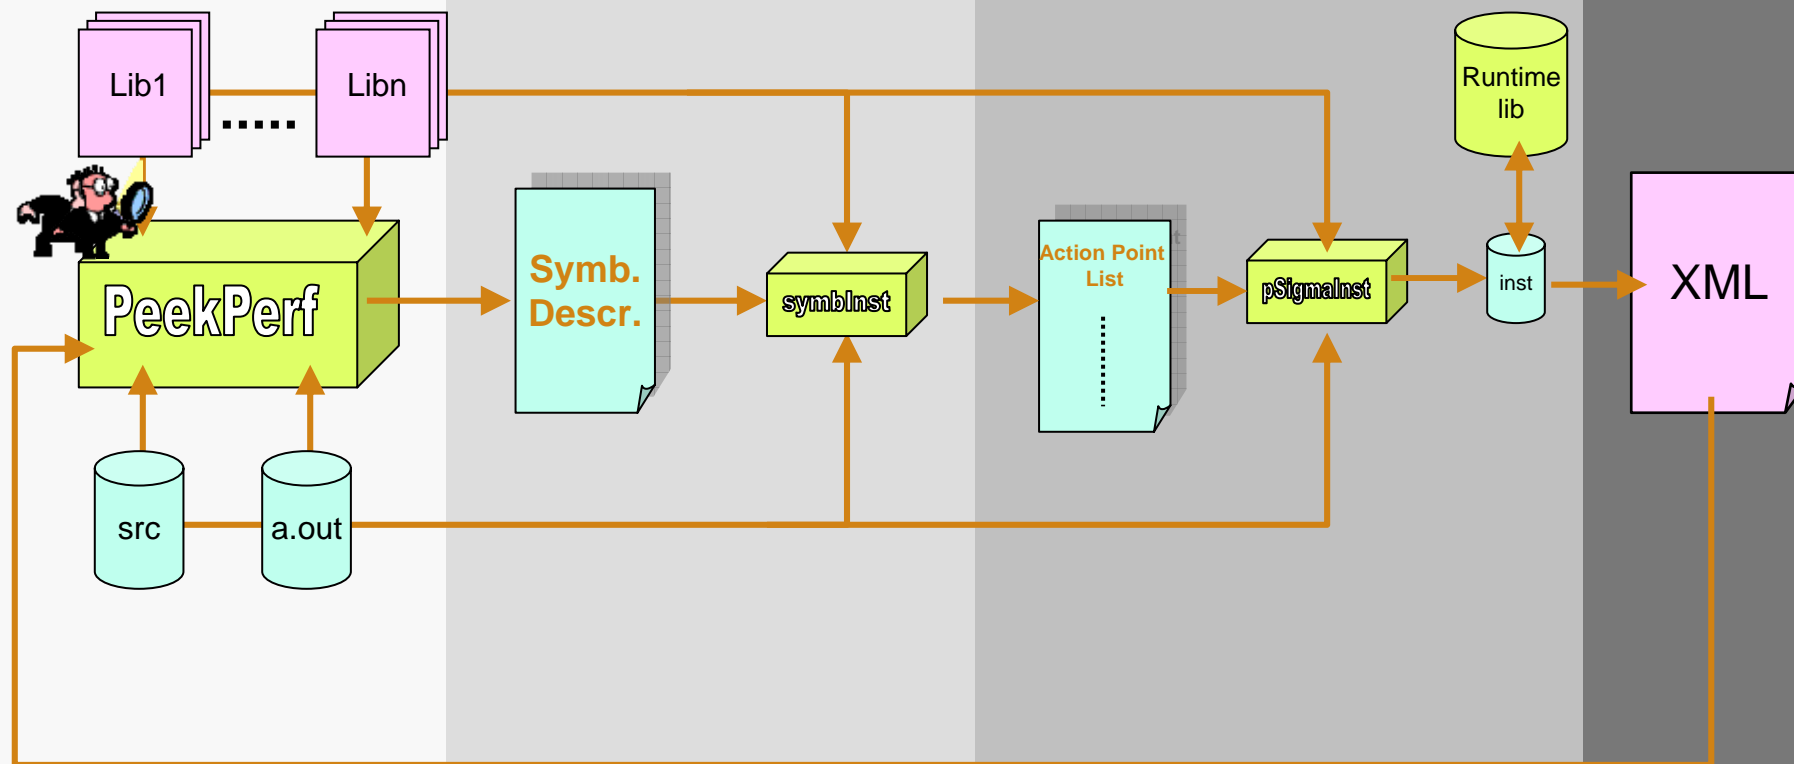 Lib1
Libn
Runtime
lib
Symb.
Descr.
Action Point
List
PeekPerf
symbInst
pSigmaInst
inst
XML
src
a.out